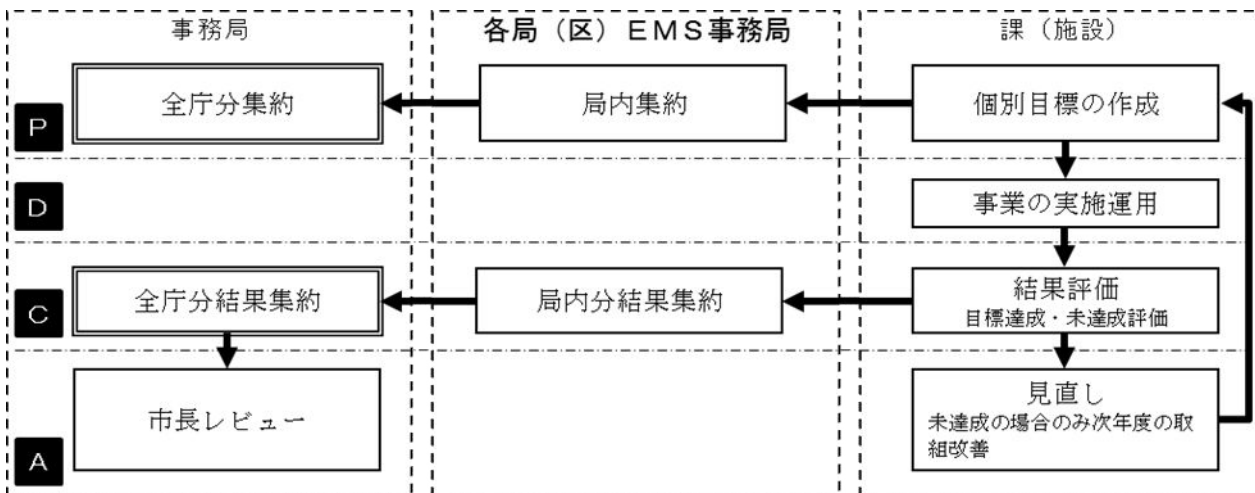 事務局
各局（区）ＥＭＳ事務局
課（施設）
P
全庁分集約
局内集約
個別目標の作成
D
事業の実施運用
C
全庁分結果集約
局内分結果集約
結果評価
目標達成・未達成評価
A
市長レビュー
見直し
未達成の場合のみ次年度の取
組改善